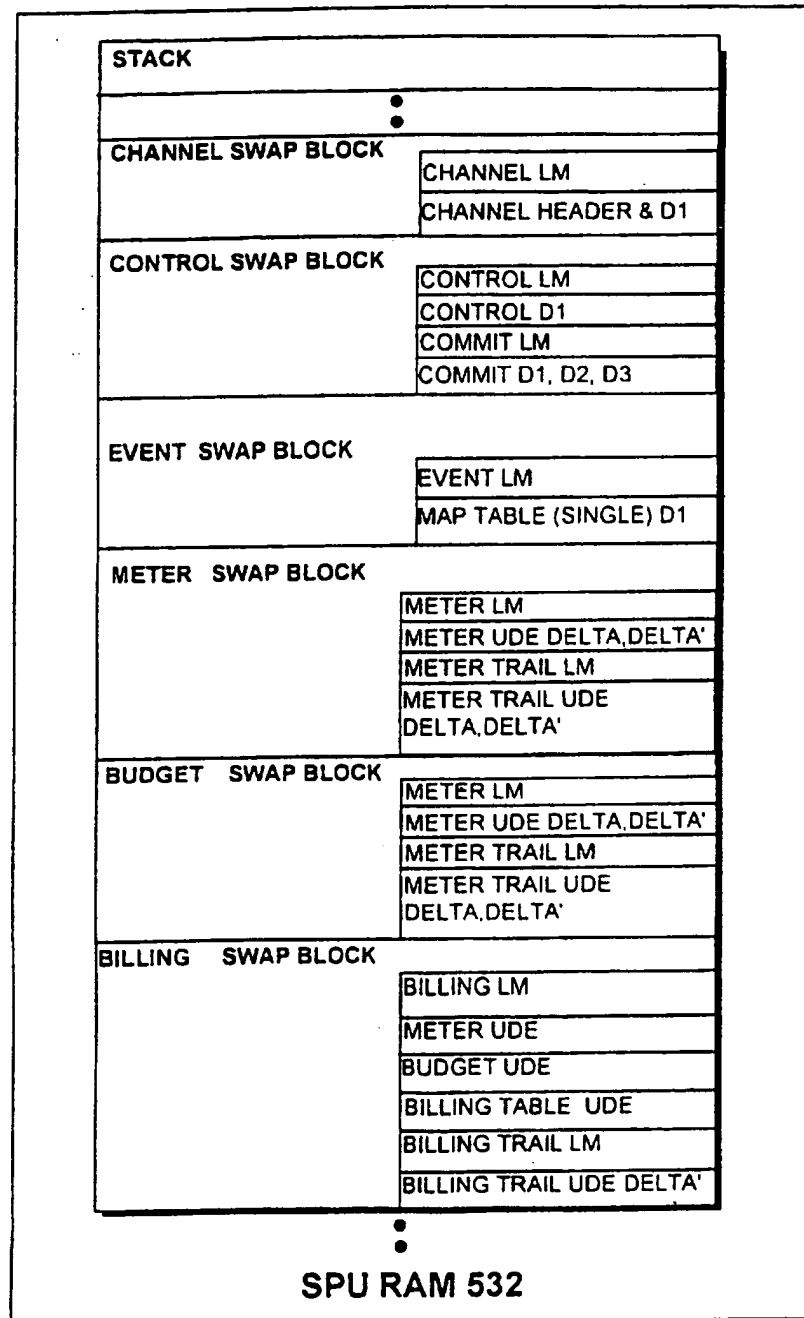 STACK
CHANNEL SWAP BLOCK
CHANNEL LM
CHANNEL HEADER & D1
CONTROL SWAP BLOCK
CONTROL LM
CONTROL D1
COMMIT LM
COMMIT D1, D2, D3
EVENT SWAP BLOCK
EVENT LM
MAP TABLE (SINGLE) D1
METER SWAP BLOCK
METER LM
METER UDE DELTA,DELTA'
METER TRAIL LM
METER TRAIL UDE
DELTA,DELTA'
BUDGET SWAP BLOCK
METER LM
METER UDE DELTA,DELTA'
METER TRAIL LM
METER TRAIL UDE
DELTA,DELTA'
BILLING SWAP BLOCK
BILLING LM
METER UDE
BUDGET UDE
BILLING TABLE UDE
BILLING TRAIL LM
BILLING TRAIL UDE DELTA'
SPU RAM 532